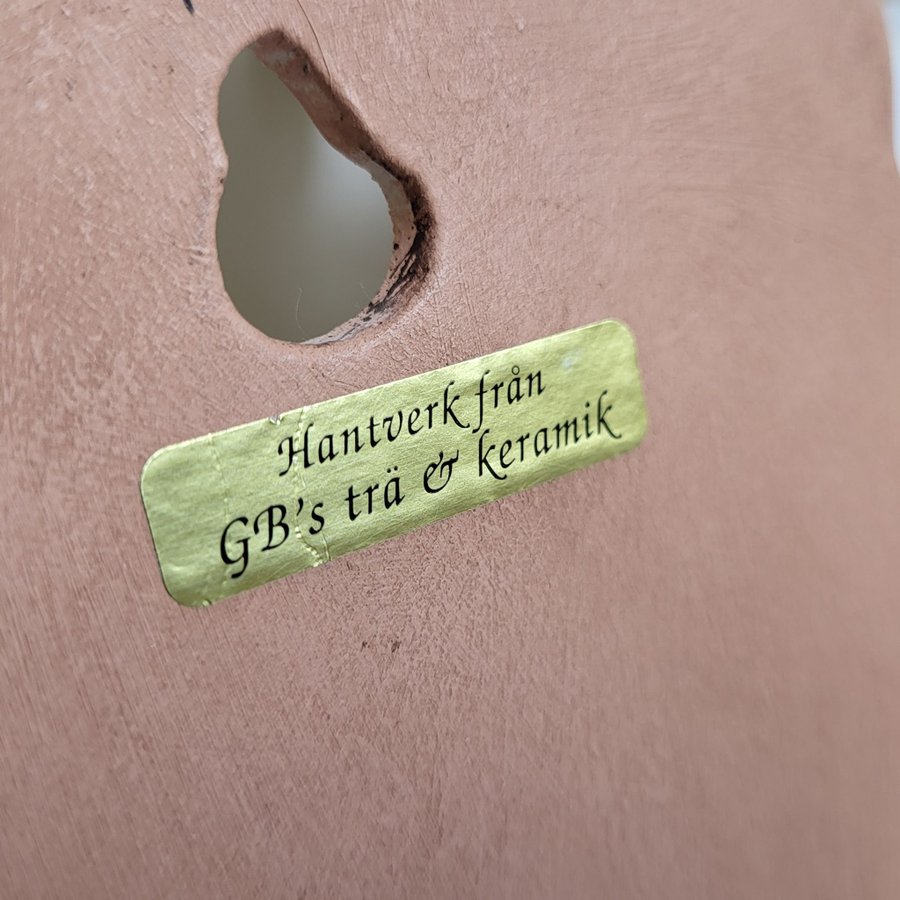 Hantverk från
GB's trä & keramik